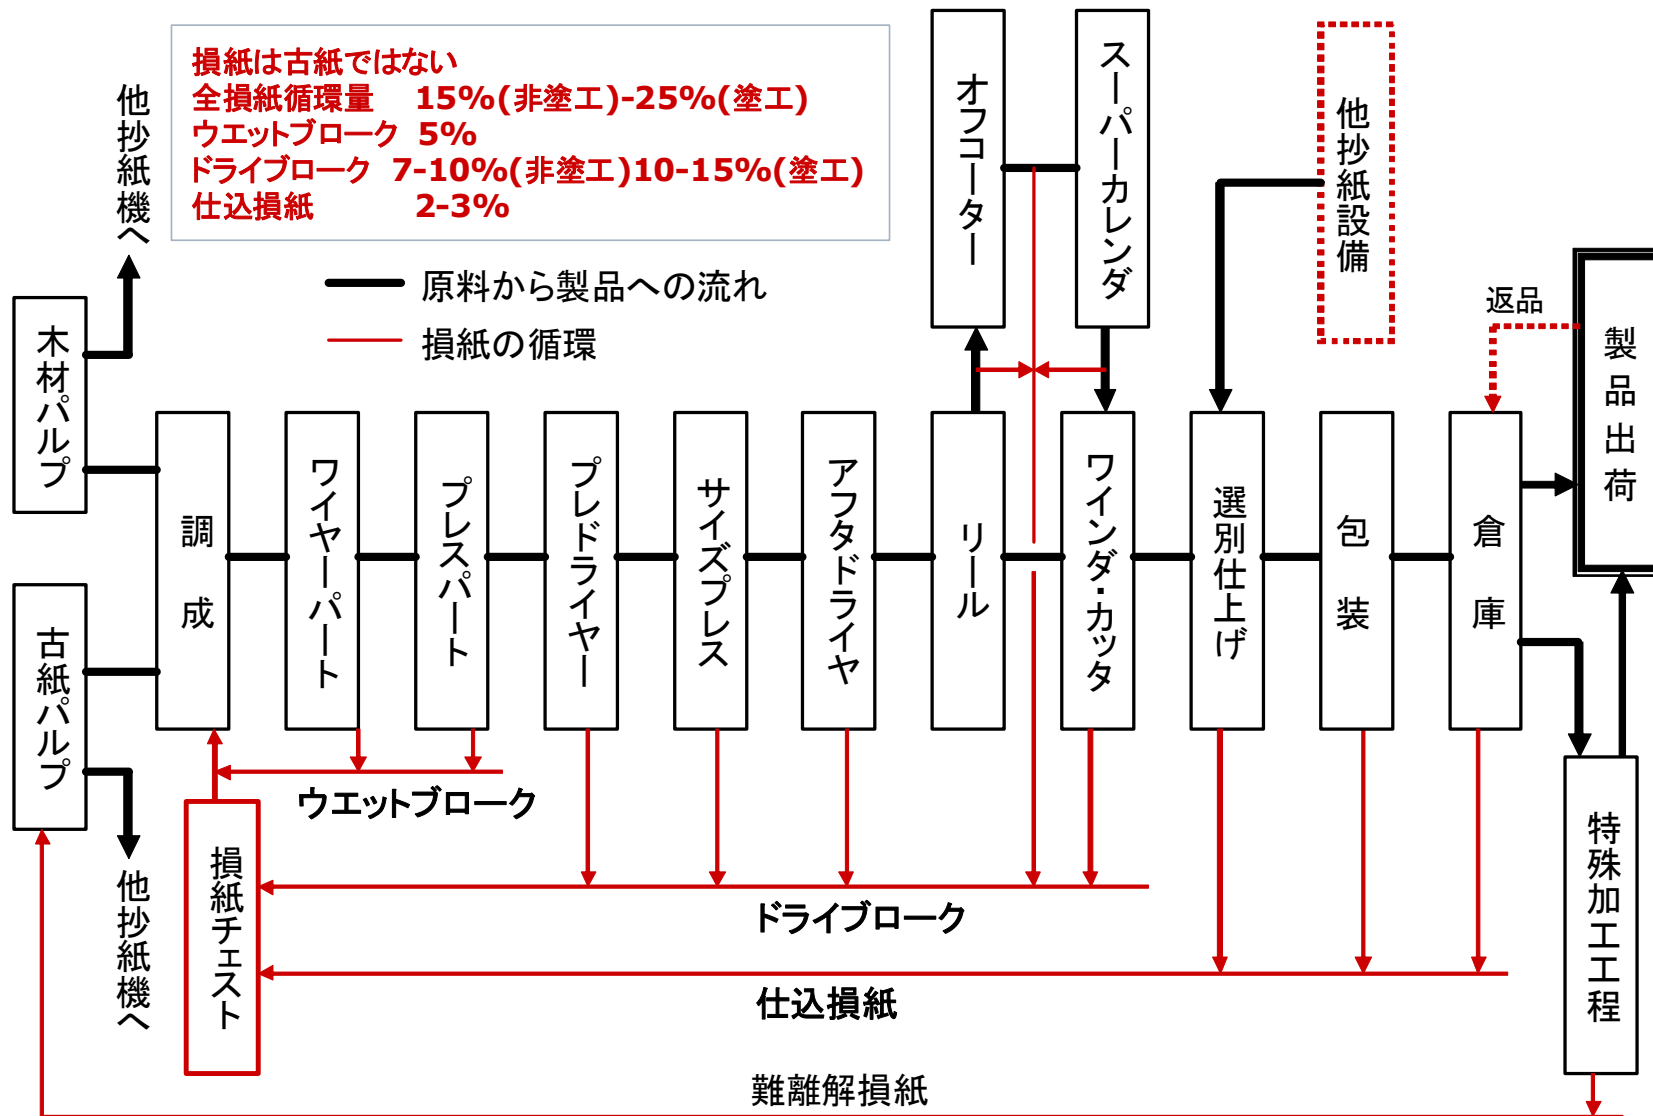 損紙は古紙ではない
全損紙循環量 15%(非塗工)-25%(塗工)
ウエットブローク 5%
ドライブローク 7-10%(非塗工)10-15%(塗工)
仕込損紙 2-3%
原料から製品への流れ
損紙の循環
他抄紙機へ
木材パルプ
古紙パルプ
他抄紙機へ
調成
ワイヤーパート
プレスパート
プレドライヤー
サイズプレス
アフタドライヤ
リール
オフコーター
スーパーカレンダ
ワインダ・カッタ
他抄紙設備
選別仕上げ
包装
倉庫
返品
製品出荷
特殊加工工程
ウエットブローク
損紙チェスト
ドライブローク
仕込損紙
難離解損紙